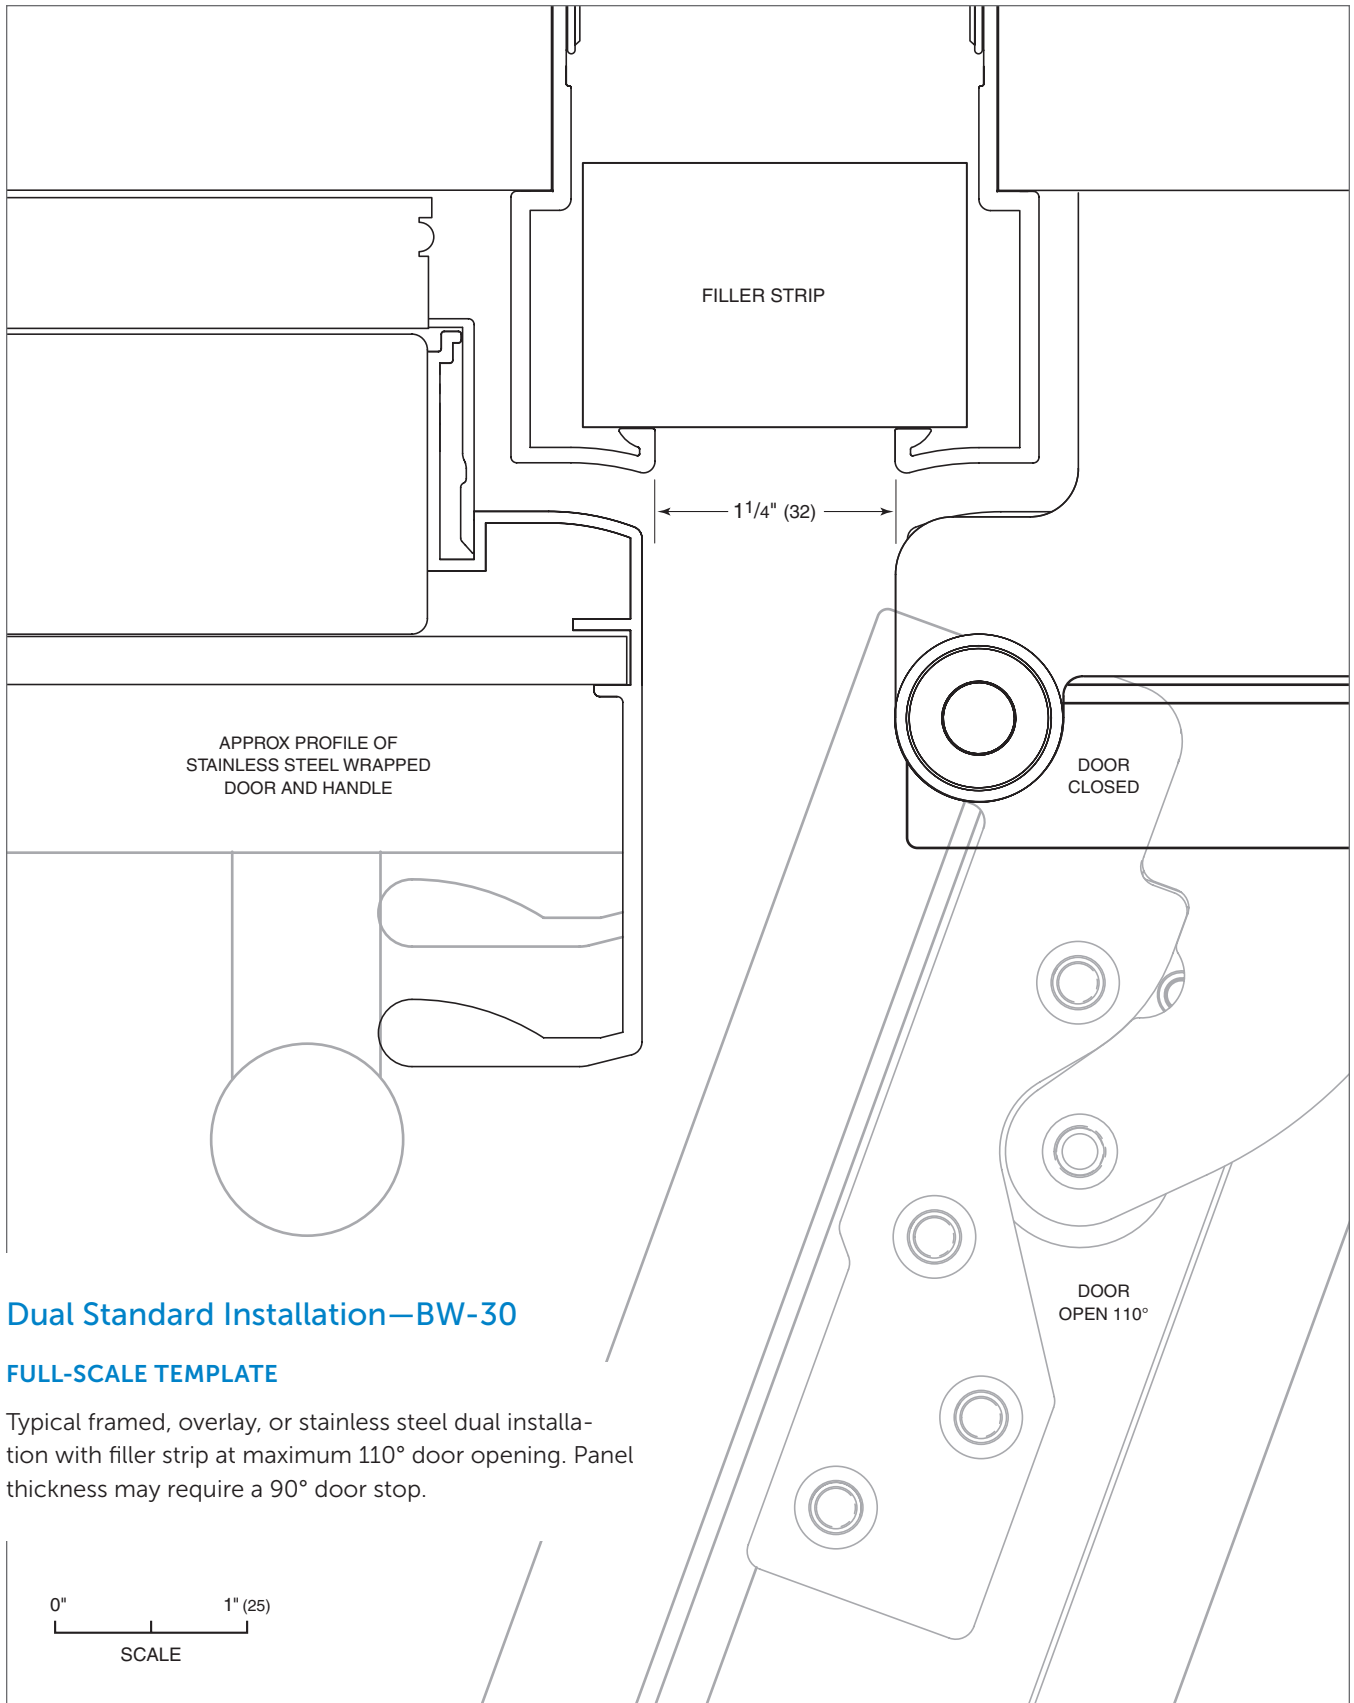 FILLER STRIP
1 1/4" (32)
APPROX PROFILE OF
STAINLESS STEEL WRAPPED
DOOR AND HANDLE
DOOR
CLOSED
DOOR
OPEN 110°
Dual Standard Installation—BW-30
FULL-SCALE TEMPLATE
Typical framed, overlay, or stainless steel dual installa-
tion with filler strip at maximum 110° door opening. Panel
thickness may require a 90° door stop.
0" 1" (25)
SCALE